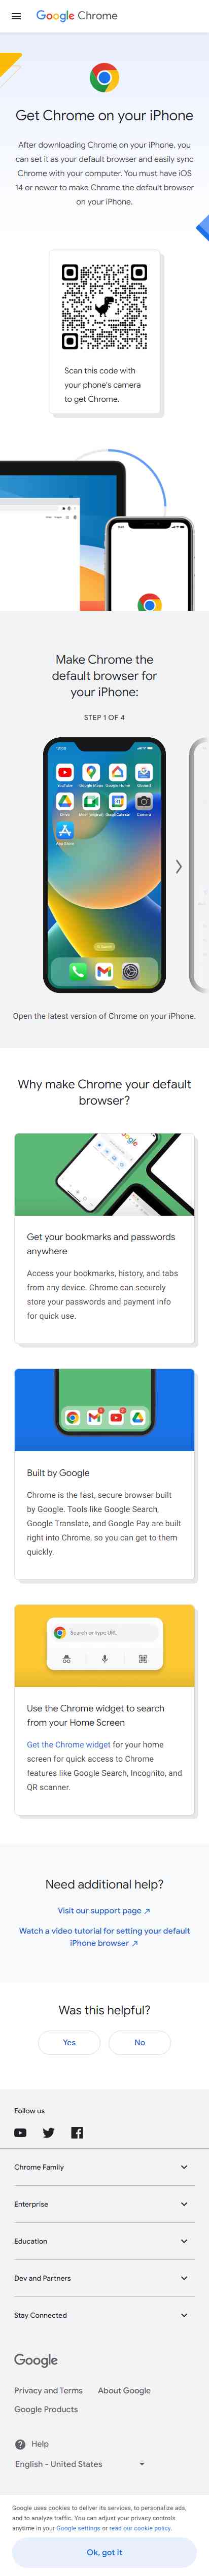 Google Chrome
Get Chrome on your iPhone
After downloading Chrome on your iPhone, you
can set it as your default browser and easily sync
Chrome with your computer. You must have iOS
14 or newer to make Chrome the default browser
on your iPhone.
Scan this code with
your phone's camera
to get Chrome.
Make Chrome the
default browser for
your iPhone:
STEP 1 OF 4
YouTube
Google Maps
Google Home
Drive
Camera
App Store
Open the latest version of Chrome on your iPhone.
Why make Chrome your default
browser?
Get your bookmarks and passwords
anywhere
Access your bookmarks, history, and tabs
from any device. Chrome can securely
store your passwords and payment info
for quick use.
Built by Google
Chrome is the fast, secure browser built
by Google. Tools like Google Search,
Google Translate, and Google Pay are built
right into Chrome, so you can get to them
quickly.
Search or type URL
Use the Chrome widget to search
from your Home Screen
Get the Chrome widget for your home
screen for quick access to Chrome
features like Google Search, Incognito, and
QR scanner.
Need additional help?
Visit our support page
Watch a video tutorial for setting your default
iPhone browser
Was this helpful?
Yes
No
Follow us
Chrome Family
Enterprise
Education
Dev and Partners
Stay Connected
Google
Privacy and Terms
About Google
Google Products
Help
English - United States
Google uses cookies to deliver its services, to personalize ads,
and to analyze traffic. You can adjust your privacy controls
anytime in your Google settings or read our cookie policy.
Ok, got it